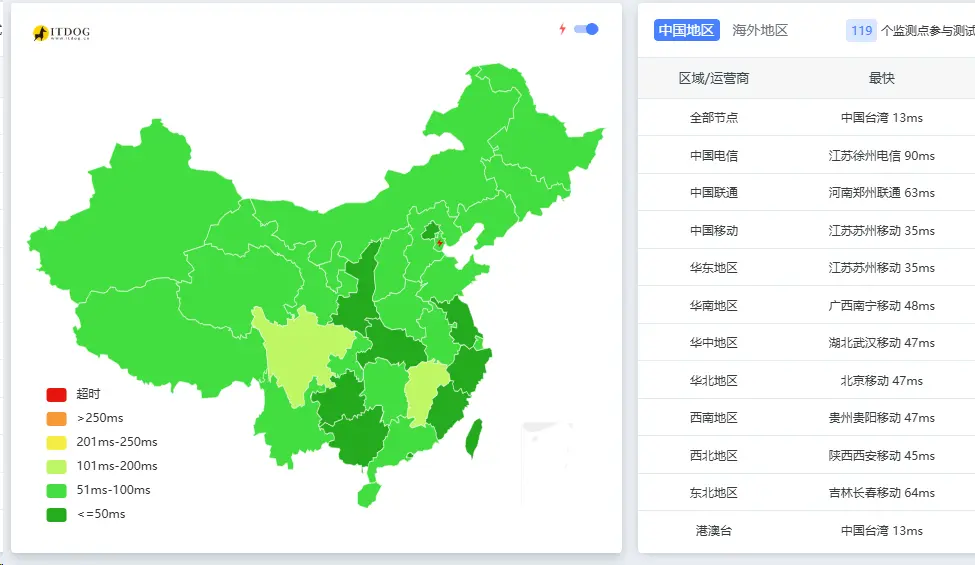 ITDOG
www.itdog.cn
超时
>250ms
201ms-250ms
101ms-200ms
51ms-100ms
<=50ms
中国地区 海外地区 119 个监测点参与测试
区域/运营商 最快
全部节点 中国台湾 13ms
中国电信 江苏徐州电信 90ms
中国联通 河南郑州联通 63ms
中国移动 江苏苏州移动 35ms
华东地区 江苏苏州移动 35ms
华南地区 广西南宁移动 48ms
华中地区 湖北武汉移动 47ms
华北地区 北京移动 47ms
西南地区 贵州贵阳移动 47ms
西北地区 陕西西安移动 45ms
东北地区 吉林长春移动 64ms
港澳台 中国台湾 13ms